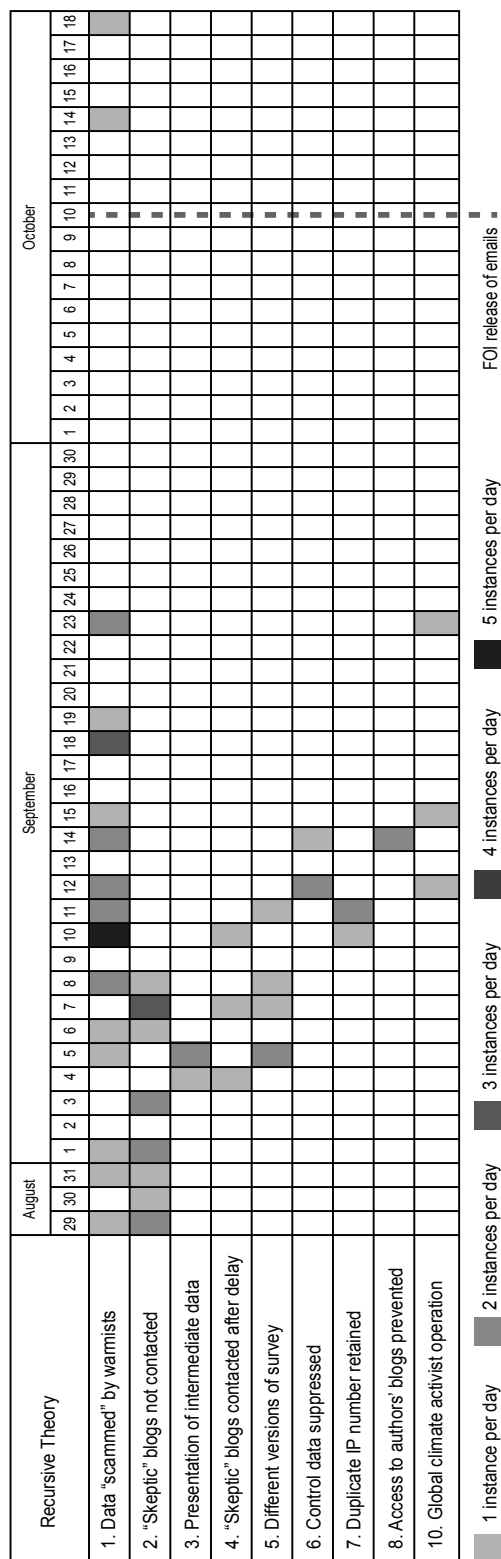 Recursive Theory August September October
29 30 31 1 2 3 4 5 6 7 8 9 10 11 12 13 14 15 16 17 18 19 20 21 22 23 24 25 26 27 28 29 30 1 2 3 4 5 6 7 8 9 10 11 12 13 14 15 16 17 18
1. Data "scammed" by warmists
2. "Skeptic" blogs not contacted
3. Presentation of intermediate data
4. "Skeptic" blogs contacted after delay
5. Different versions of survey
6. Control data suppressed
7. Duplicate IP number retained
8. Access to authors' blogs prevented
10. Global climate activist operation
1 instance per day 2 instances per day 3 instances per day 4 instances per day 5 instances per day FOI release of emails